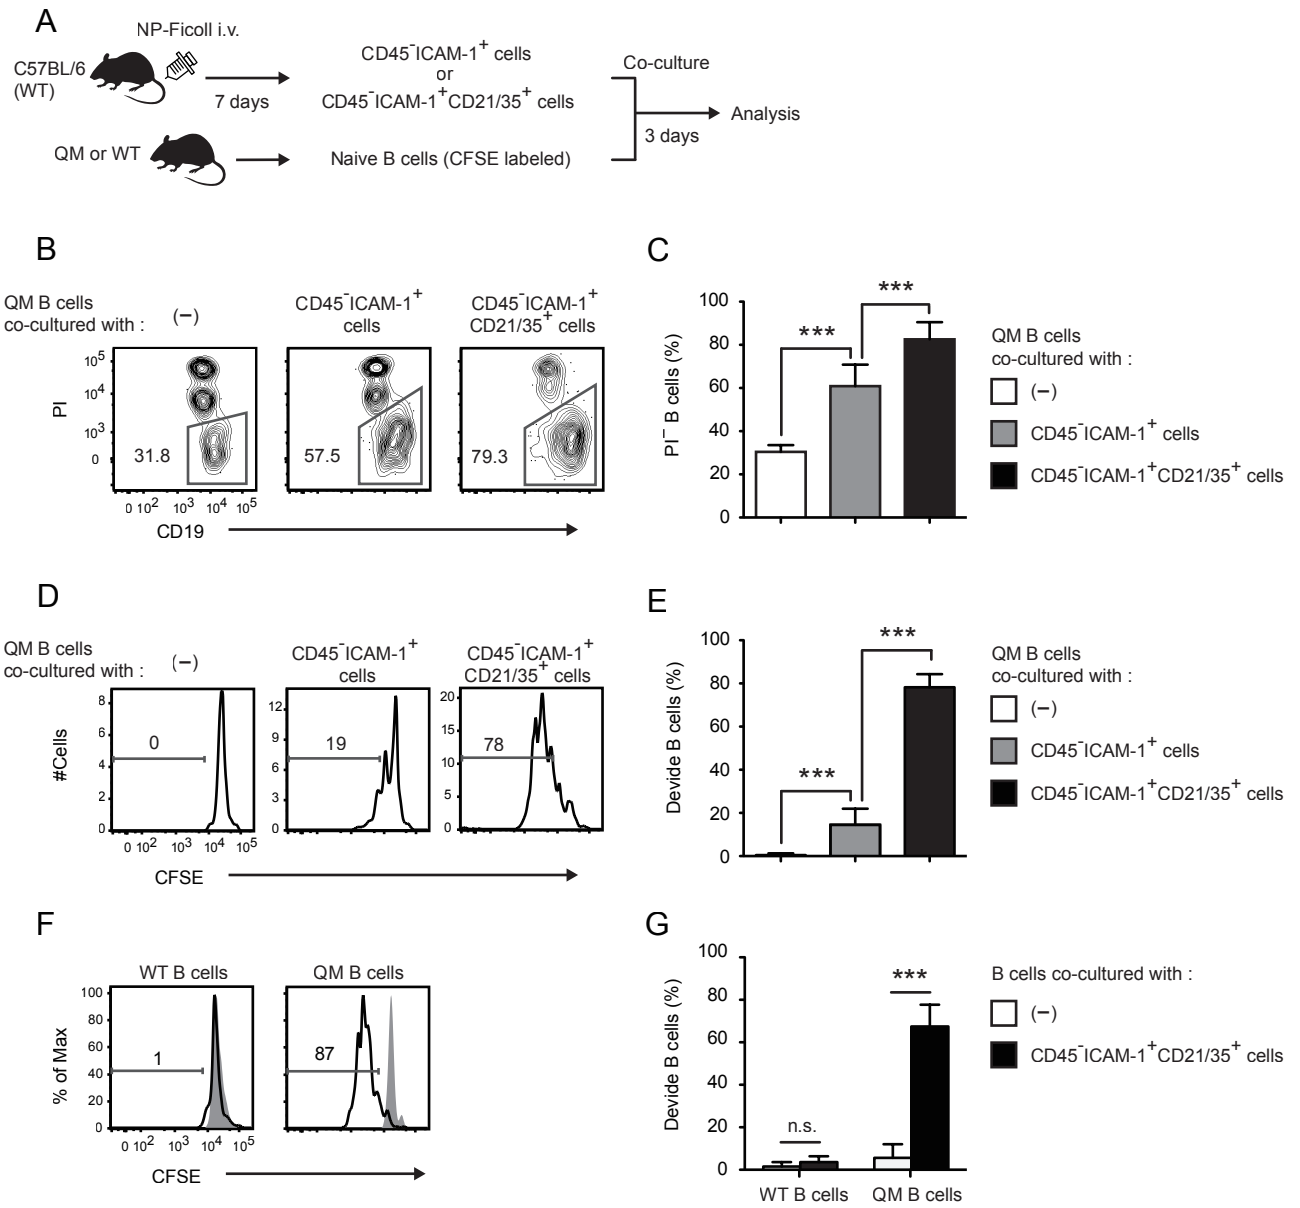 A
NP-Ficoll i.v.
C57BL/6
(WT)
7 days
CD45⁻ICAM-1⁺ cells
or
CD45⁻ICAM-1⁺CD21/35⁺ cells
Co-culture
3 days
Analysis
QM or WT
Naive B cells (CFSE labeled)
B
QM B cells
co-cultured with :
(−)
CD45⁻ICAM-1⁺
cells
CD45⁻ICAM-1⁺
CD21/35⁺ cells
PI
10⁵
10⁴
10³
0
31.8
57.5
79.3
0 10² 10³ 10⁴ 10⁵
CD19
C
PI⁻ B cells (%)
100
80
60
40
20
0
***
***
QM B cells
co-cultured with :
(−)
CD45⁻ICAM-1⁺ cells
CD45⁻ICAM-1⁺CD21/35⁺ cells
D
QM B cells
co-cultured with :
(−)
CD45⁻ICAM-1⁺
cells
CD45⁻ICAM-1⁺
CD21/35⁺ cells
#Cells
8
6
4
2
0
0
12
9
6
3
0
19
20
15
10
5
0
78
0 10² 10³ 10⁴ 10⁵
CFSE
E
Devide B cells (%)
100
80
60
40
20
0
***
***
QM B cells
co-cultured with :
(−)
CD45⁻ICAM-1⁺ cells
CD45⁻ICAM-1⁺CD21/35⁺ cells
F
WT B cells
QM B cells
% of Max
100
80
60
40
20
0
1
87
0 10² 10³ 10⁴ 10⁵
CFSE
G
Devide B cells (%)
100
80
60
40
20
0
n.s.
***
WT B cells
QM B cells
B cells co-cultured with :
(−)
CD45⁻ICAM-1⁺CD21/35⁺ cells